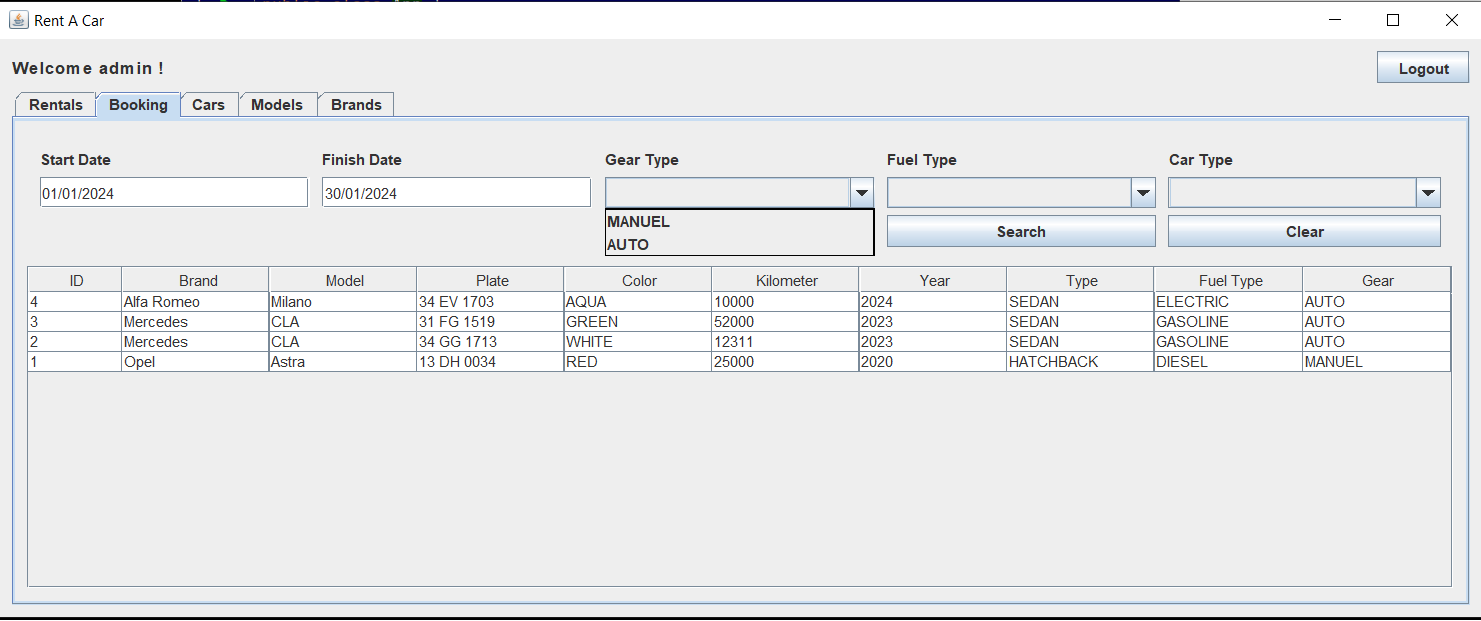 Rent A Car
Welcome admin !
Logout
Rentals Booking Cars Models Brands
Start Date Finish Date Gear Type Fuel Type Car Type
01/01/2024 30/01/2024
MANUEL
AUTO
Search Clear
ID Brand Model Plate Color Kilometer Year Type Fuel Type Gear
4 Alfa Romeo Milano 34 EV 1703 AQUA 10000 2024 SEDAN ELECTRIC AUTO
3 Mercedes CLA 31 FG 1519 GREEN 52000 2023 SEDAN GASOLINE AUTO
2 Mercedes CLA 34 GG 1713 WHITE 12311 2023 SEDAN GASOLINE AUTO
1 Opel Astra 13 DH 0034 RED 25000 2020 HATCHBACK DIESEL MANUEL